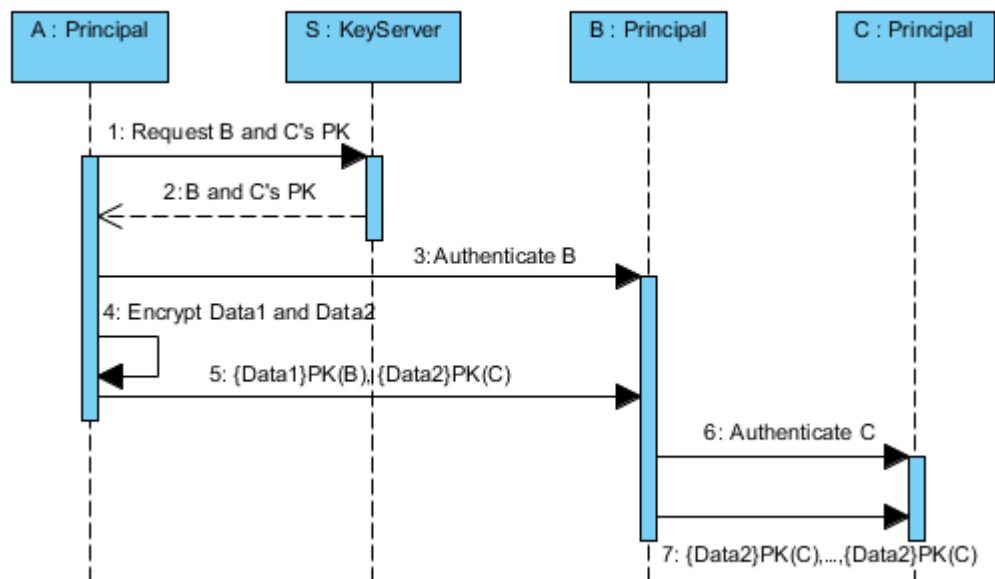 A : Principal
S : KeyServer
B : Principal
C : Principal
1: Request B and C's PK
2:B and C's PK
3:Authenticate B
4: Encrypt Data1 and Data2
5: {Data1}PK(B),{Data2}PK(C)
6: Authenticate C
7: {Data2}PK(C),...,{Data2}PK(C)